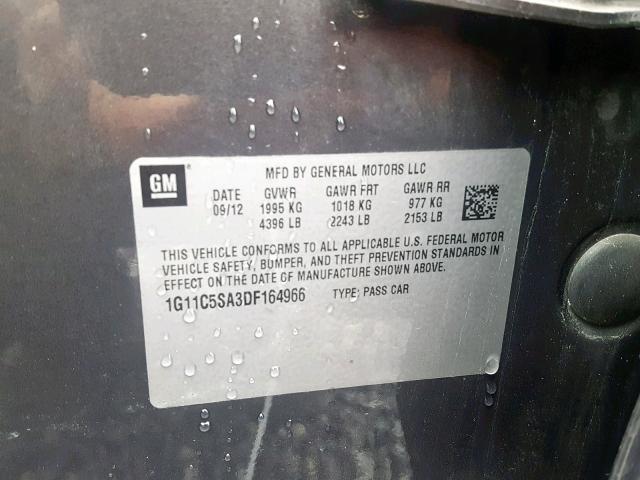 GM
MFD BY GENERAL MOTORS LLC
DATE GVWR GAWR FRT GAWR RR
09/12 1995 KG 1018 KG 977 KG
4396 LB 2243 LB 2153 LB
THIS VEHICLE CONFORMS TO ALL APPLICABLE U.S. FEDERAL MOTOR
VEHICLE SAFETY, BUMPER, AND THEFT PREVENTION STANDARDS IN
EFFECT ON THE DATE OF MANUFACTURE SHOWN ABOVE.
1G11C5SA3DF164966 TYPE: PASS CAR